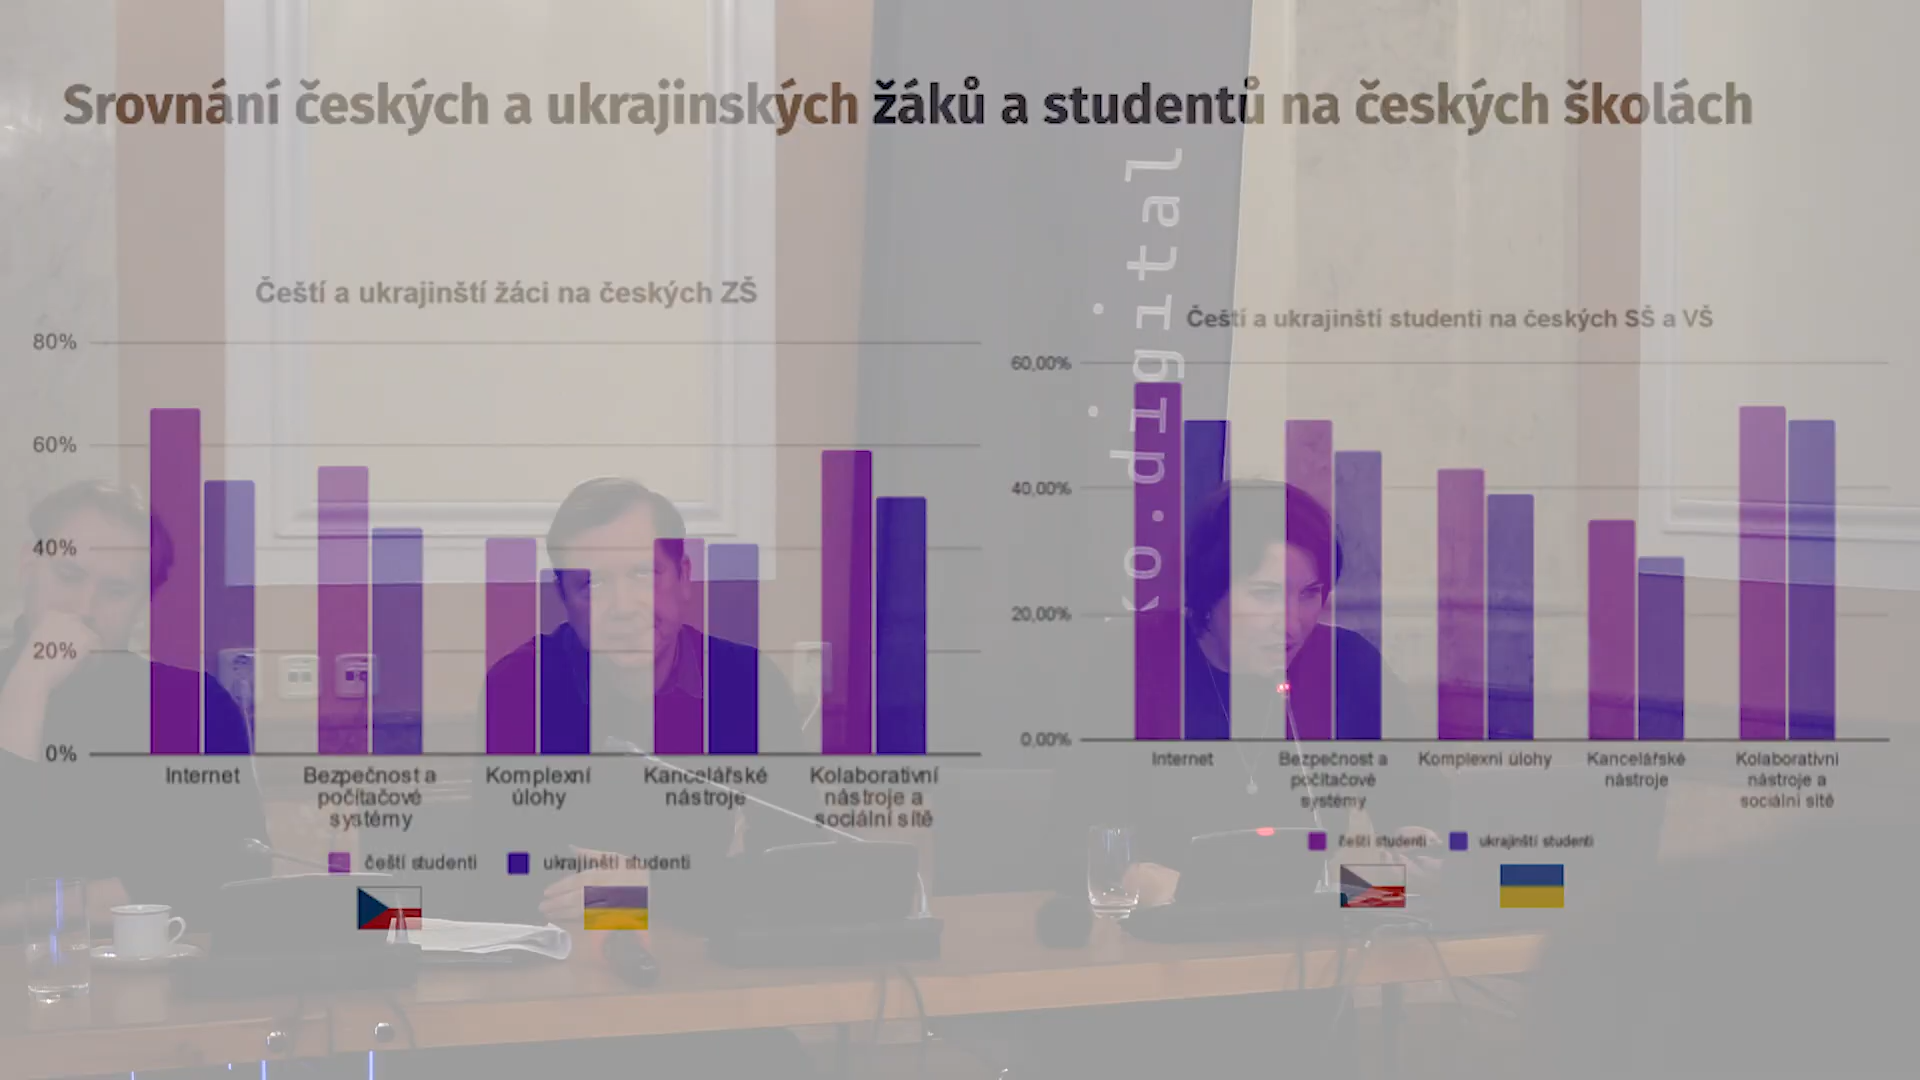 Srovnání českých a ukrajinských žáků a studentů na českých školách
ko.digital
Čeští a ukrajinští žáci na českých ZŠ
80%
60%
40%
20%
0%
Internet
Bezpečnost a
počítačové
systémy
Komplexní
úlohy
Kancelářské
nástroje
Kolaborativní
nástroje a
sociální sítě
čeští studenti
ukrajinští studenti
Čeští a ukrajinští studenti na českých SŠ a VŠ
60,00%
40,00%
20,00%
0,00%
Internet
Bezpečnost a
počítačové
systémy
Komplexní úlohy
Kancelářské
nástroje
Kolaborativní
nástroje a
sociální sítě
čeští studenti
ukrajinští studenti